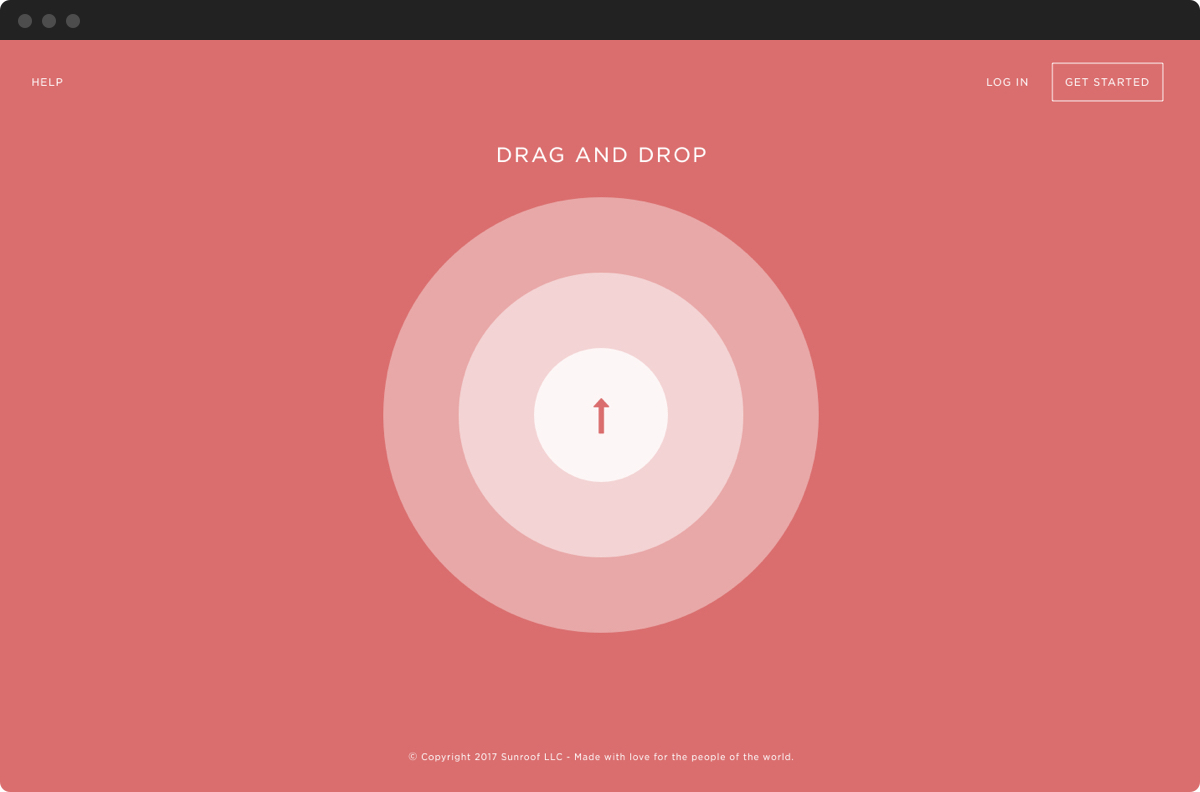 HELP
LOG IN
GET STARTED
DRAG AND DROP
© Copyright 2017 Sunroof LLC - Made with love for the people of the world.